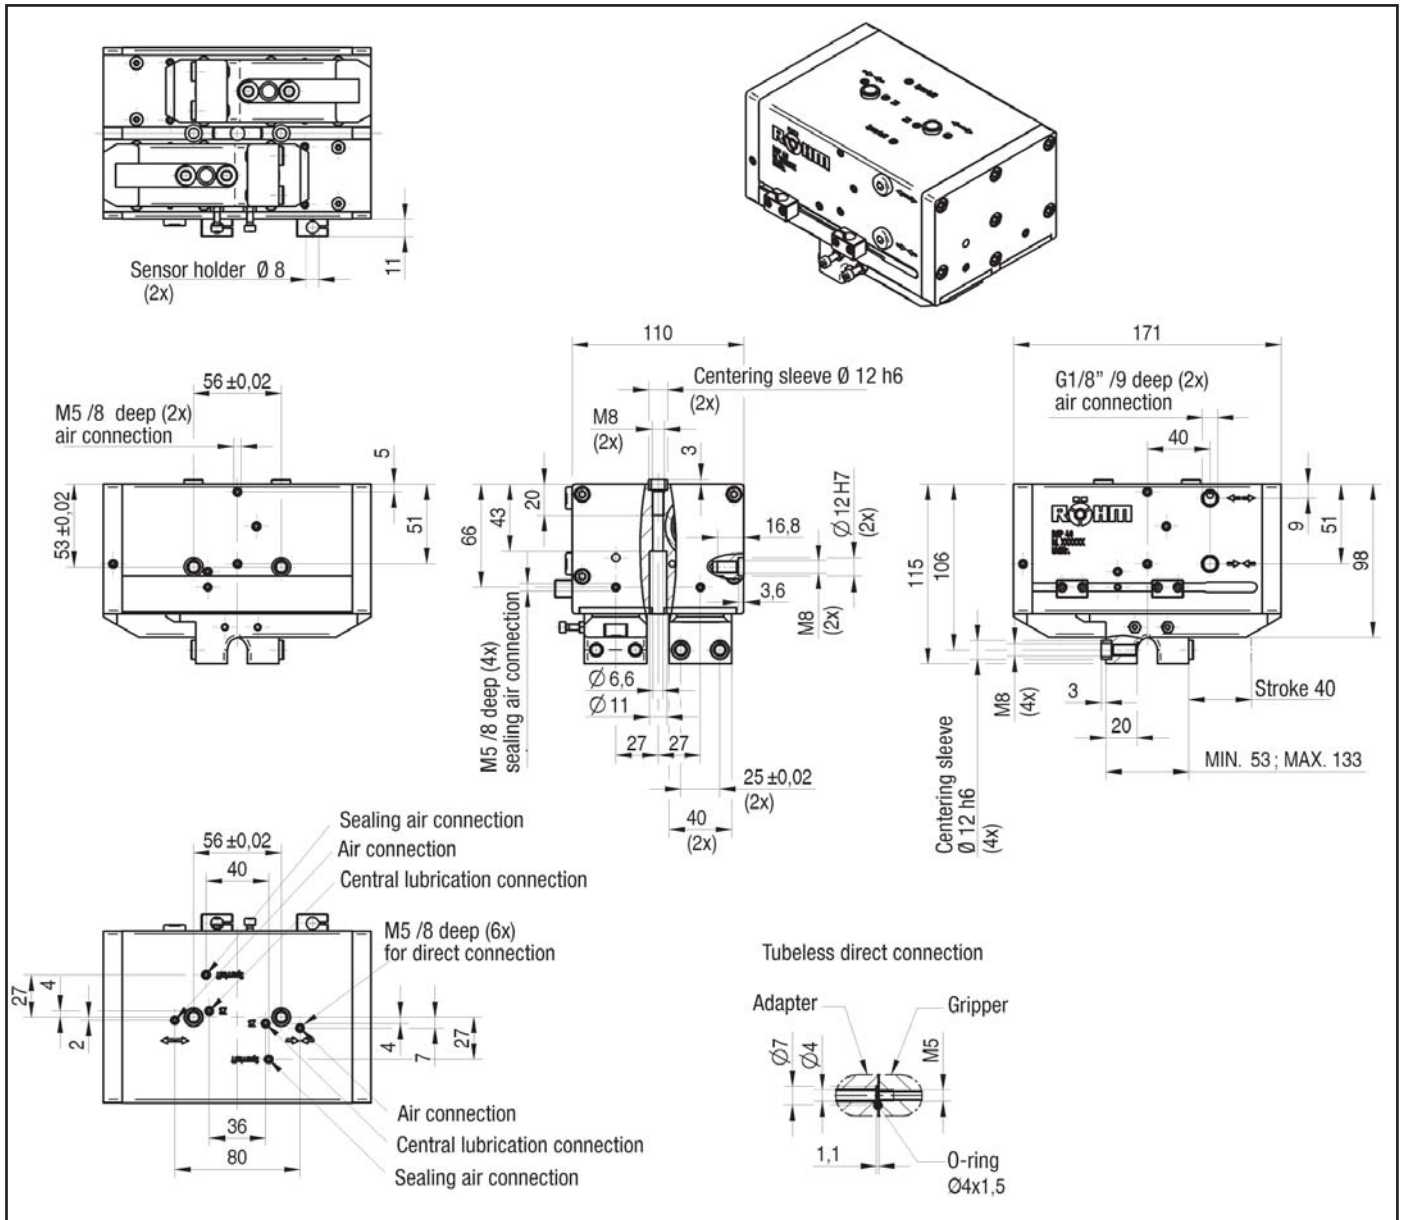 Sensor holder Ø 8
(2x)
11
RÖHM
56 ±0,02
M5 /8 deep (2x)
air connection
5
53 ±0,02
51
110
Centering sleeve Ø 12 h6
(2x)
M8
(2x)
3
20
43
66
16,8
Ø 12 H7
(2x)
3,6
M8
(2x)
M5 /8 deep (4x)
sealing air connection
Ø 6,6
Ø 11
27
27
25 ±0,02
(2x)
40
(2x)
171
G1/8” /9 deep (2x)
air connection
40
RÖHM
9
51
98
115
106
M8
(4x)
3
20
Stroke 40
MIN. 53 ; MAX. 133
Centering sleeve
Ø 12 h6
(4x)
Sealing air connection
56 ±0,02
Air connection
40
Central lubrication connection
M5 /8 deep (6x)
for direct connection
27
4
2
Sperrluft
ZS
ZS
Sperrluft
4
7
27
36
80
Air connection
Central lubrication connection
Sealing air connection
Tubeless direct connection
Adapter
Gripper
Ø7
Ø4
M5
1,1
O-ring
Ø4x1,5